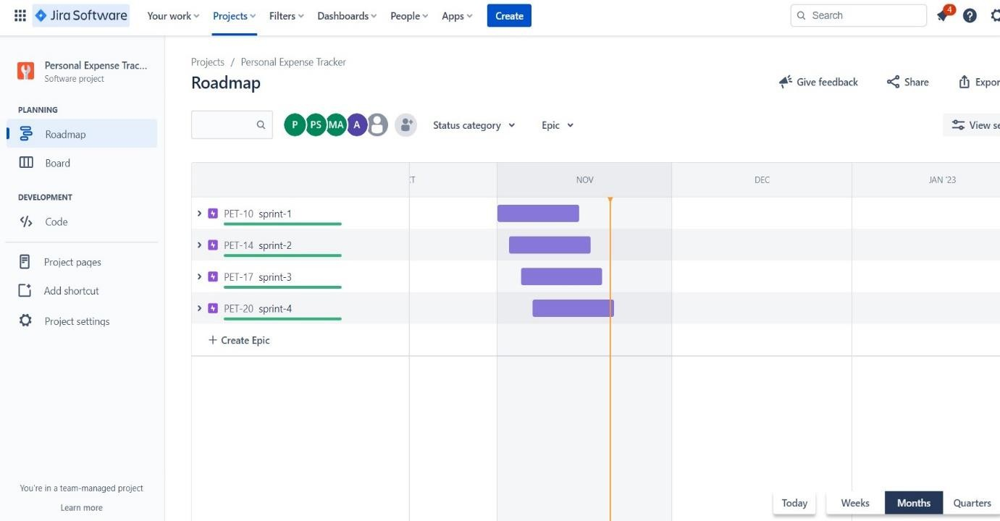 Jira Software Your work Projects Filters Dashboards People Apps Create Search 4
Personal Expense Trac...
Software project
PLANNING
Roadmap
Board
DEVELOPMENT
Code
Project pages
Add shortcut
Project settings
You're in a team-managed project
Learn more
Projects / Personal Expense Tracker
Roadmap
Give feedback Share Expor
P PS MA A Status category Epic View se
NOV DEC JAN '23
PET-10 sprint-1
PET-14 sprint-2
PET-17 sprint-3
PET-20 sprint-4
+ Create Epic
Today Weeks Months Quarters